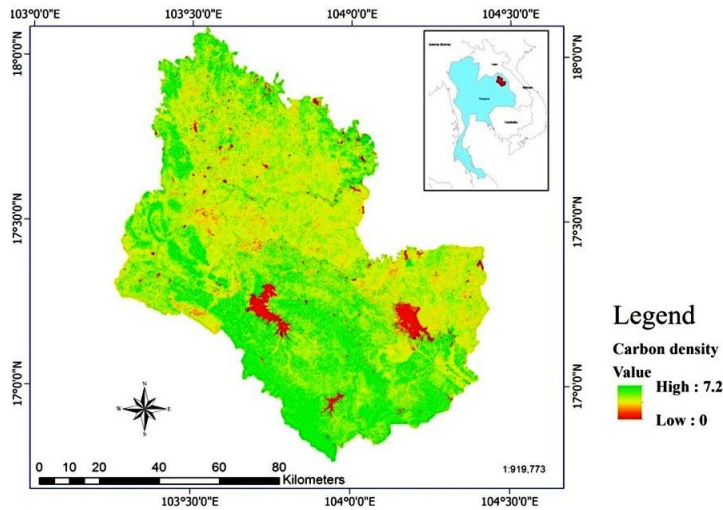 103°0'0"E 103°30'0"E 104°0'0"E 104°30'0"E
18°0'0"N 18°0'0"N
17°30'0"N 17°30'0"N
17°0'0"N 17°0'0"N
Thailand
Cambodia
Legend
Carbon density
Value
High : 7.2
Low : 0
N
W E
S
0 10 20 40 60 80
Kilometers
1:919,773
103°30'0"E 104°0'0"E 104°30'0"E